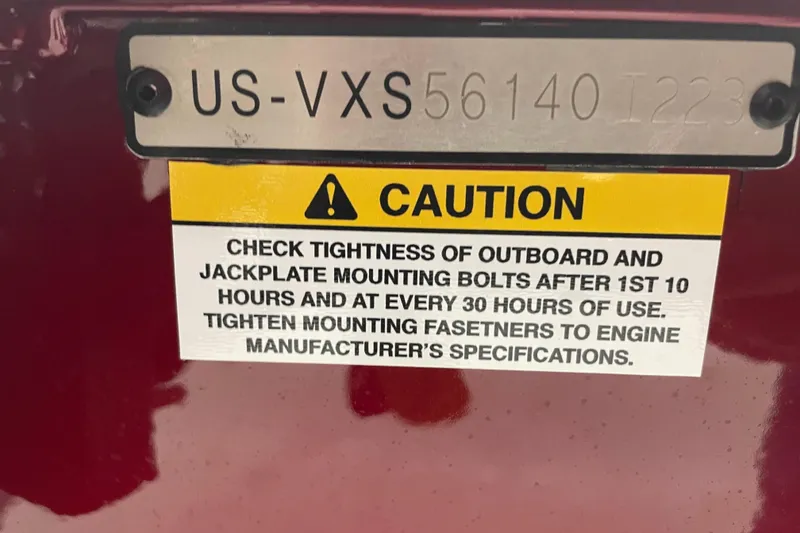 US-VXS56140I223
CAUTION
CHECK TIGHTNESS OF OUTBOARD AND
JACKPLATE MOUNTING BOLTS AFTER 1ST 10
HOURS AND AT EVERY 30 HOURS OF USE.
TIGHTEN MOUNTING FASETNERS TO ENGINE
MANUFACTURER'S SPECIFICATIONS.